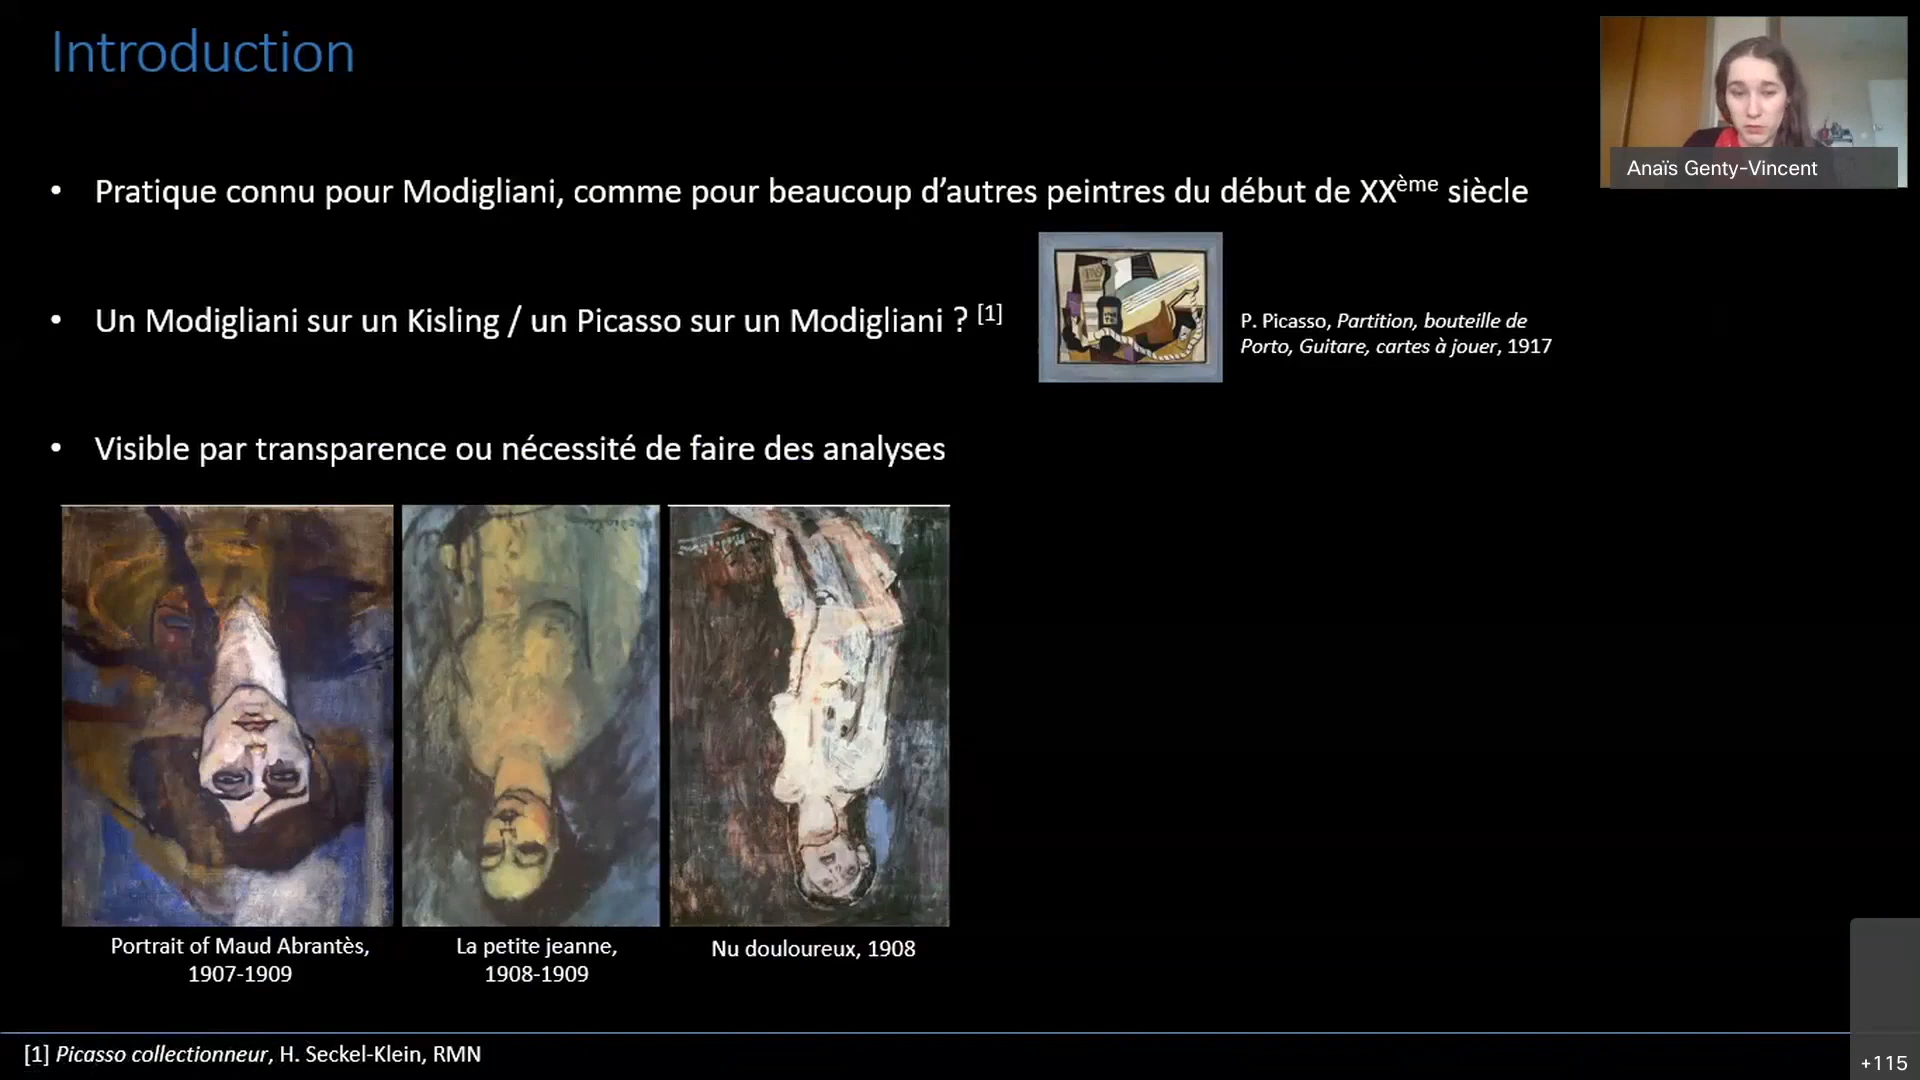 Introduction
Anaïs Genty-Vincent
• Pratique connu pour Modigliani, comme pour beaucoup d'autres peintres du début de XXème siècle
• Un Modigliani sur un Kisling / un Picasso sur un Modigliani ? [1]
P. Picasso, Partition, bouteille de
Porto, Guitare, cartes à jouer, 1917
• Visible par transparence ou nécessité de faire des analyses
Portrait of Maud Abrantès,
1907-1909
La petite jeanne,
1908-1909
Nu douloureux, 1908
[1] Picasso collectionneur, H. Seckel-Klein, RMN
+115